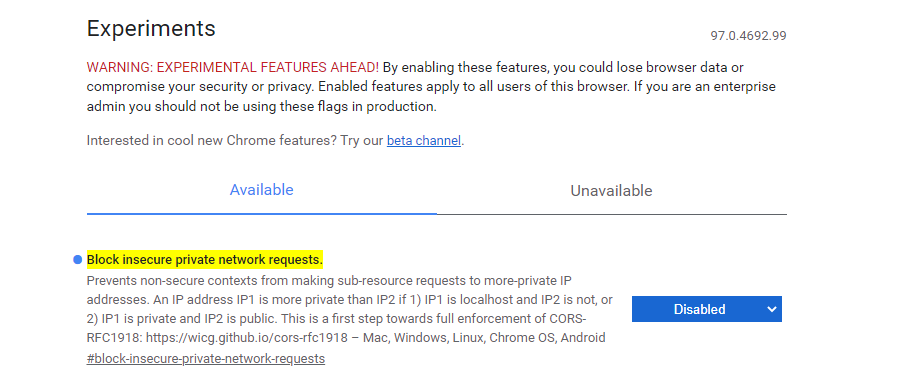 Experiments
97.0.4692.99
WARNING: EXPERIMENTAL FEATURES AHEAD! By enabling these features, you could lose browser data or
compromise your security or privacy. Enabled features apply to all users of this browser. If you are an enterprise
admin you should not be using these flags in production.
Interested in cool new Chrome features? Try our beta channel.
Available
Unavailable
Block insecure private network requests.
Prevents non-secure contexts from making sub-resource requests to more-private IP
addresses. An IP address IP1 is more private than IP2 if 1) IP1 is localhost and IP2 is not, or
2) IP1 is private and IP2 is public. This is a first step towards full enforcement of CORS-
RFC1918: https://wicg.github.io/cors-rfc1918 – Mac, Windows, Linux, Chrome OS, Android
#block-insecure-private-network-requests
Disabled